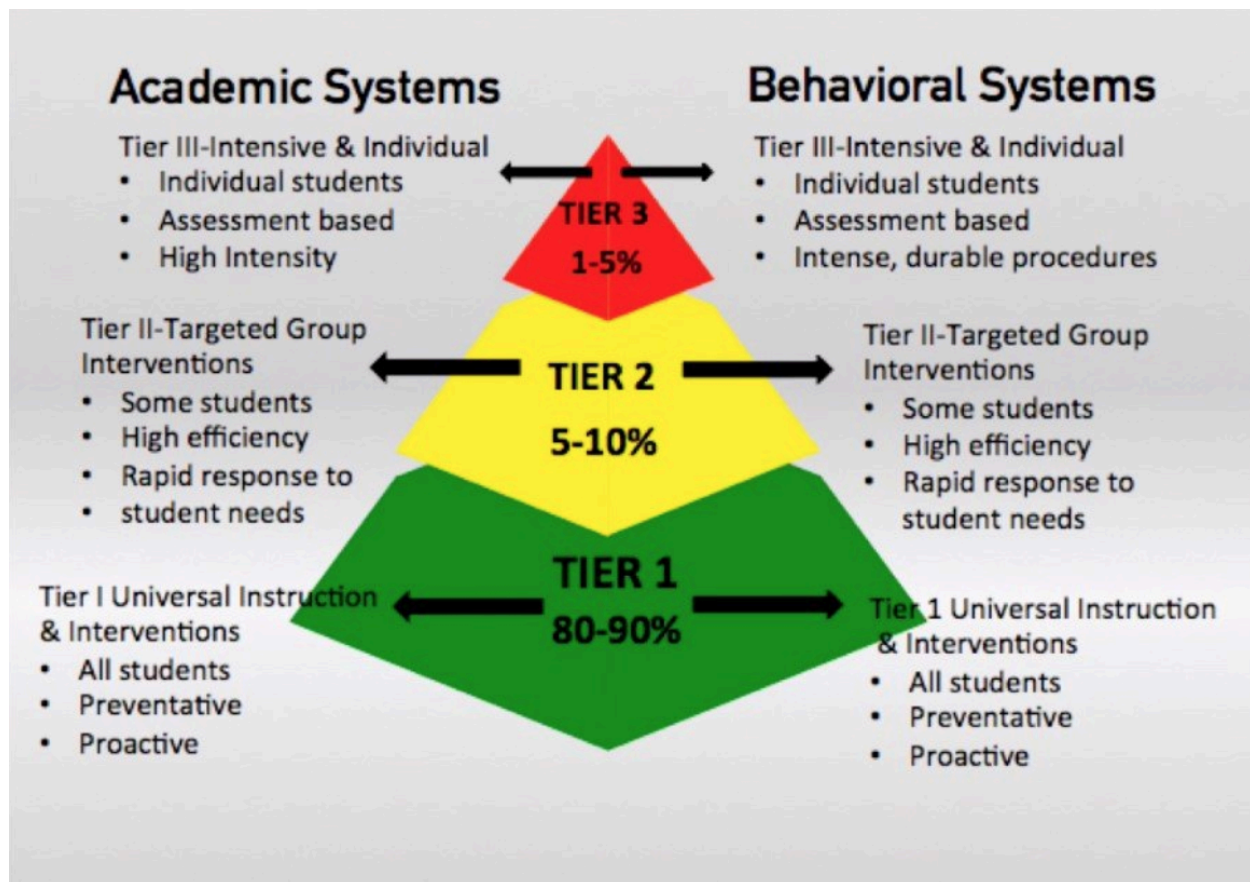 Academic Systems
Tier III-Intensive & Individual
• Individual students
• Assessment based
• High Intensity
Tier II-Targeted Group
Interventions
• Some students
• High efficiency
• Rapid response to
• student needs
Tier I Universal Instruction
& Interventions
• All students
• Preventative
• Proactive
TIER 3
1-5%
TIER 2
5-10%
TIER 1
80-90%
Behavioral Systems
Tier III-Intensive & Individual
• Individual students
• Assessment based
• Intense, durable procedures
Tier II-Targeted Group
Interventions
• Some students
• High efficiency
• Rapid response to
student needs
Tier 1 Universal Instruction
& Interventions
• All students
• Preventative
• Proactive